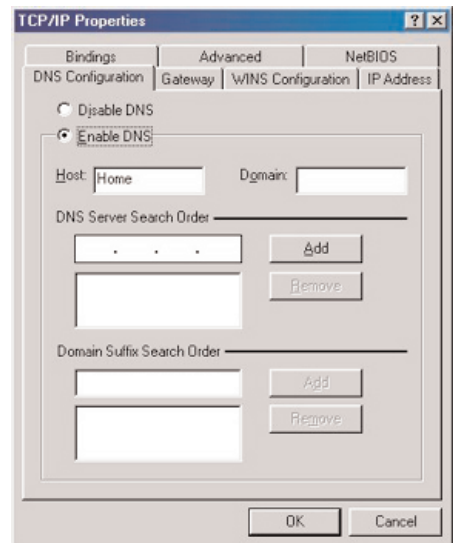 TCP/IP Properties
Bindings Advanced NetBIOS
DNS Configuration Gateway WINS Configuration IP Address
Disable DNS
Enable DNS
Host: Home Domain:
DNS Server Search Order
Add
Remove
Domain Suffix Search Order
Add
Remove
OK Cancel